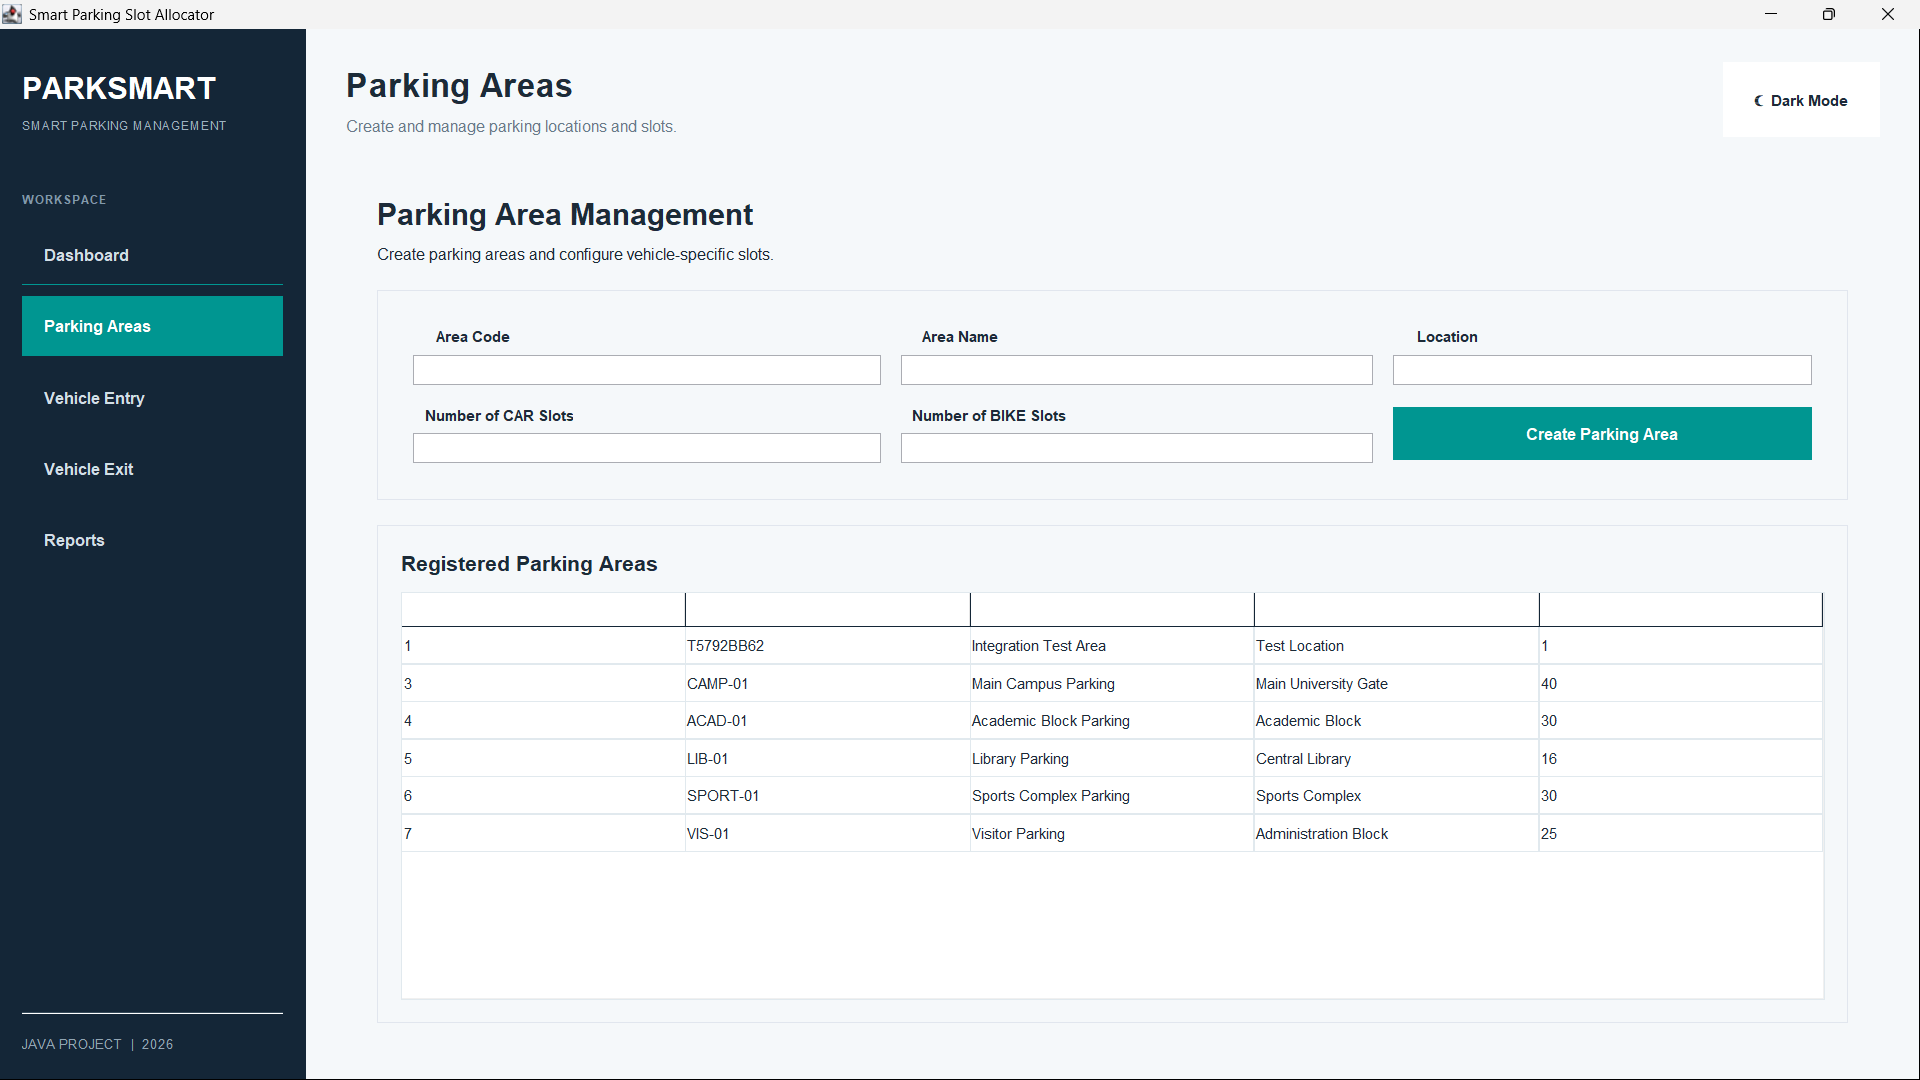 Smart Parking Slot Allocator
PARKSMART
SMART PARKING MANAGEMENT
WORKSPACE
Dashboard
Parking Areas
Vehicle Entry
Vehicle Exit
Reports
JAVA PROJECT | 2026
Parking Areas
Create and manage parking locations and slots.
☾ Dark Mode
Parking Area Management
Create parking areas and configure vehicle-specific slots.
Area Code Area Name Location
Number of CAR Slots Number of BIKE Slots Create Parking Area
Registered Parking Areas
1 T5792BB62 Integration Test Area Test Location 1
3 CAMP-01 Main Campus Parking Main University Gate 40
4 ACAD-01 Academic Block Parking Academic Block 30
5 LIB-01 Library Parking Central Library 16
6 SPORT-01 Sports Complex Parking Sports Complex 30
7 VIS-01 Visitor Parking Administration Block 25